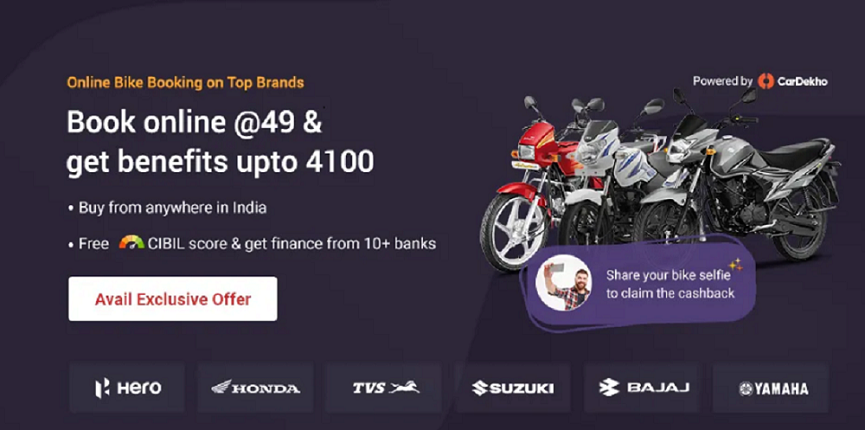 Online Bike Booking on Top Brands
Powered by CarDekho
Book online @49 &
get benefits upto 4100
• Buy from anywhere in India
• Free CIBIL score & get finance from 10+ banks
Share your bike selfie
to claim the cashback
Avail Exclusive Offer
Hero HONDA TVS SUZUKI BAJAJ YAMAHA